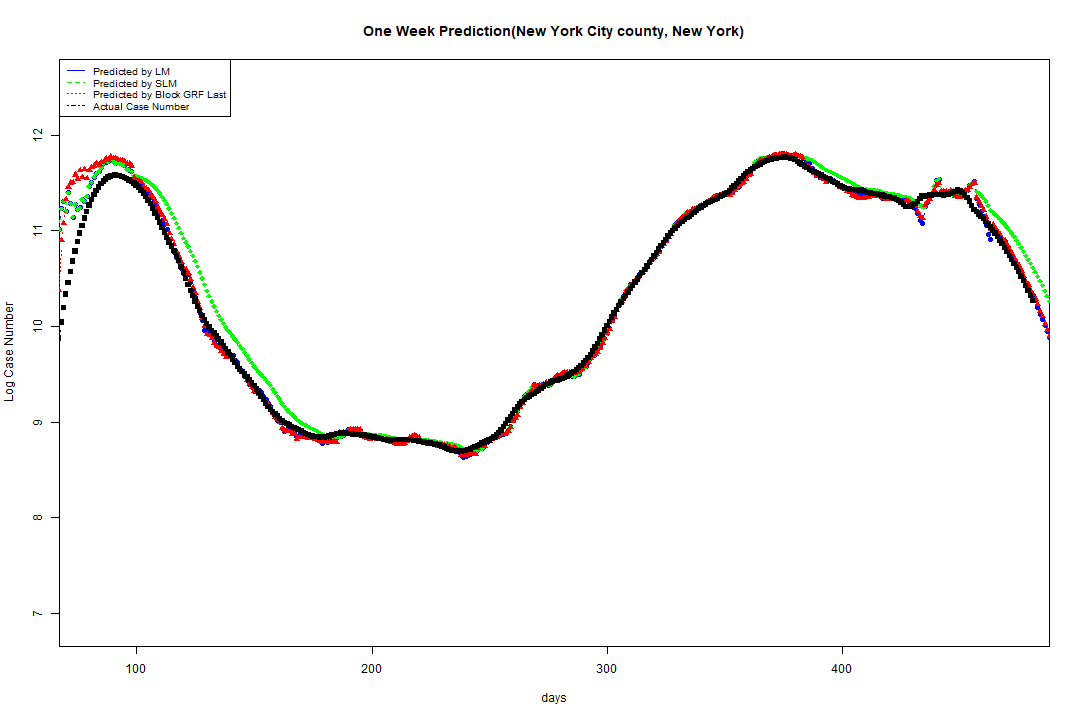 One Week Prediction(New York City county, New York)
Predicted by LM
Predicted by SLM
Predicted by Block GRF Last
Actual Case Number
Log Case Number
12
11
10
9
8
7
100 200 300 400
days